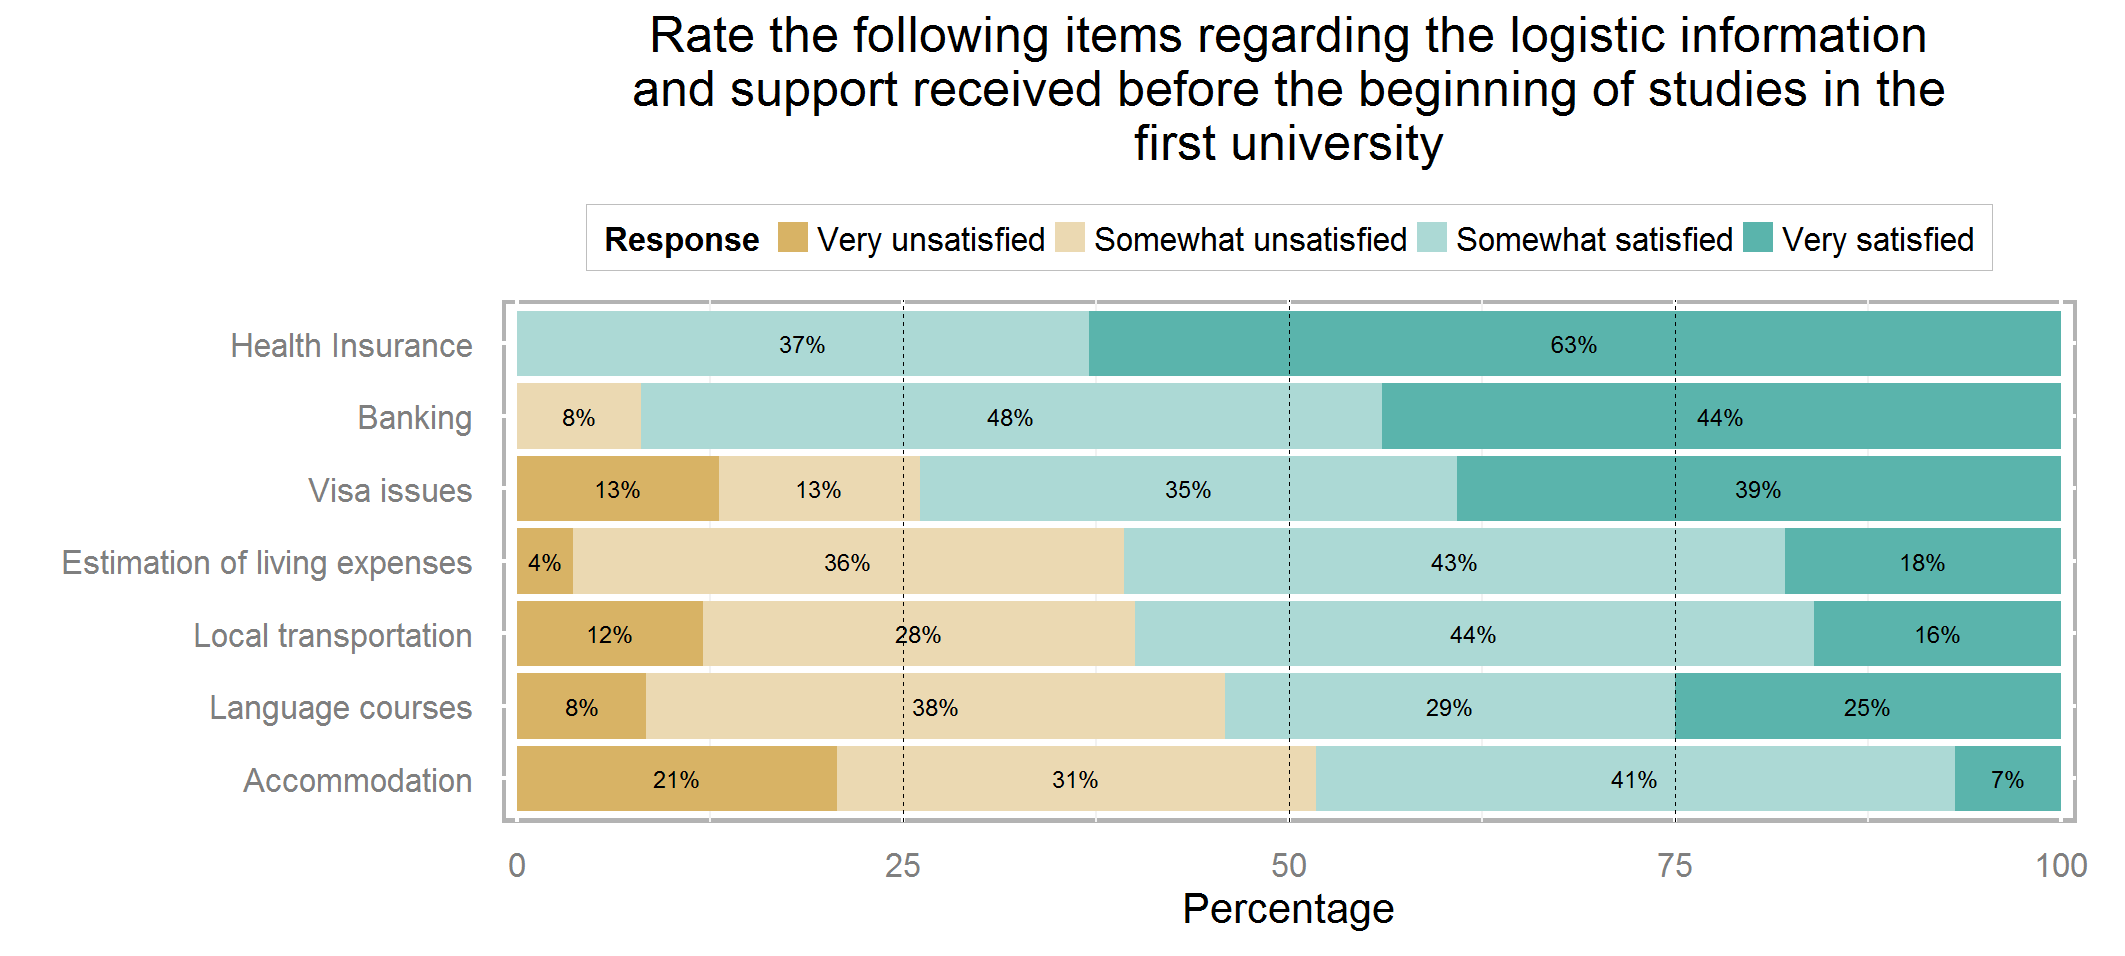 Rate the following items regarding the logistic information
and support received before the beginning of studies in the
first university
Response Very unsatisfied Somewhat unsatisfied Somewhat satisfied Very satisfied
Health Insurance 37% 63%
Banking 8% 48% 44%
Visa issues 13% 13% 35% 39%
Estimation of living expenses 4% 36% 43% 18%
Local transportation 12% 28% 44% 16%
Language courses 8% 38% 29% 25%
Accommodation 21% 31% 41% 7%
0 25 50 75 100
Percentage